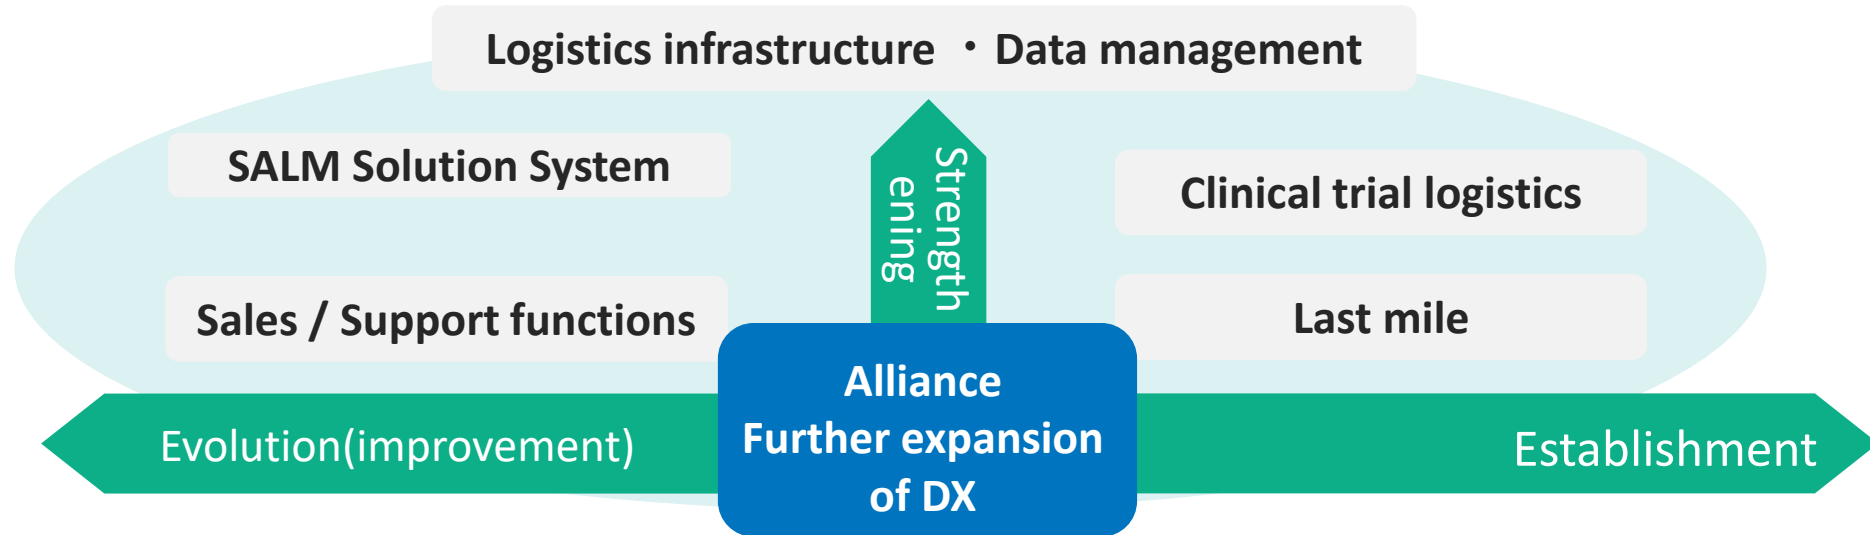 Logistics infrastructure ・Data management
SALM Solution System
Clinical trial logistics
Strength
ening
Sales / Support functions
Last mile
Alliance
Further expansion
of DX
Evolution(improvement)
Establishment